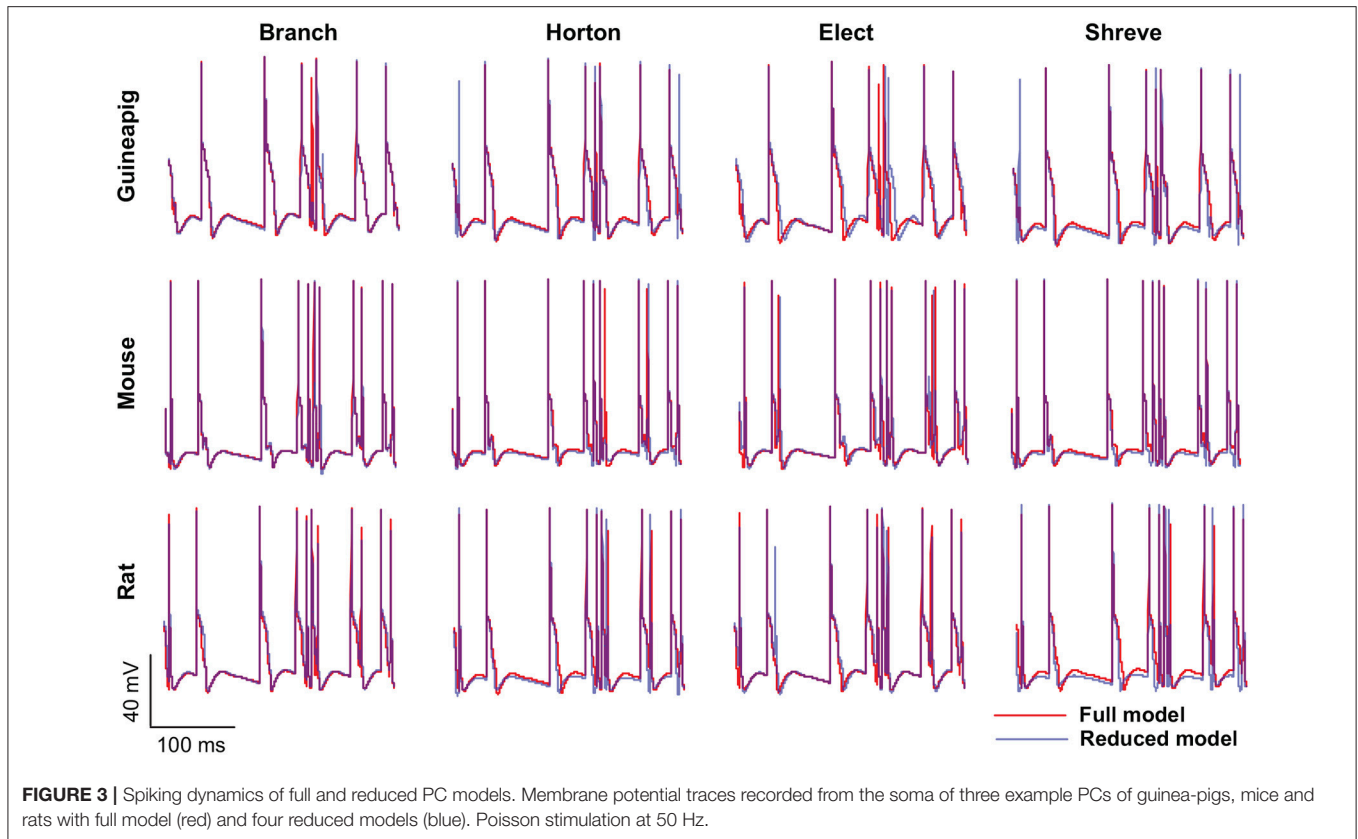 Branch Horton Elect Shreve
Guineapig
Mouse
Rat
40 mV
100 ms
Full model
Reduced model
FIGURE 3 | Spiking dynamics of full and reduced PC models. Membrane potential traces recorded from the soma of three example PCs of guinea-pigs, mice and
rats with full model (red) and four reduced models (blue). Poisson stimulation at 50 Hz.